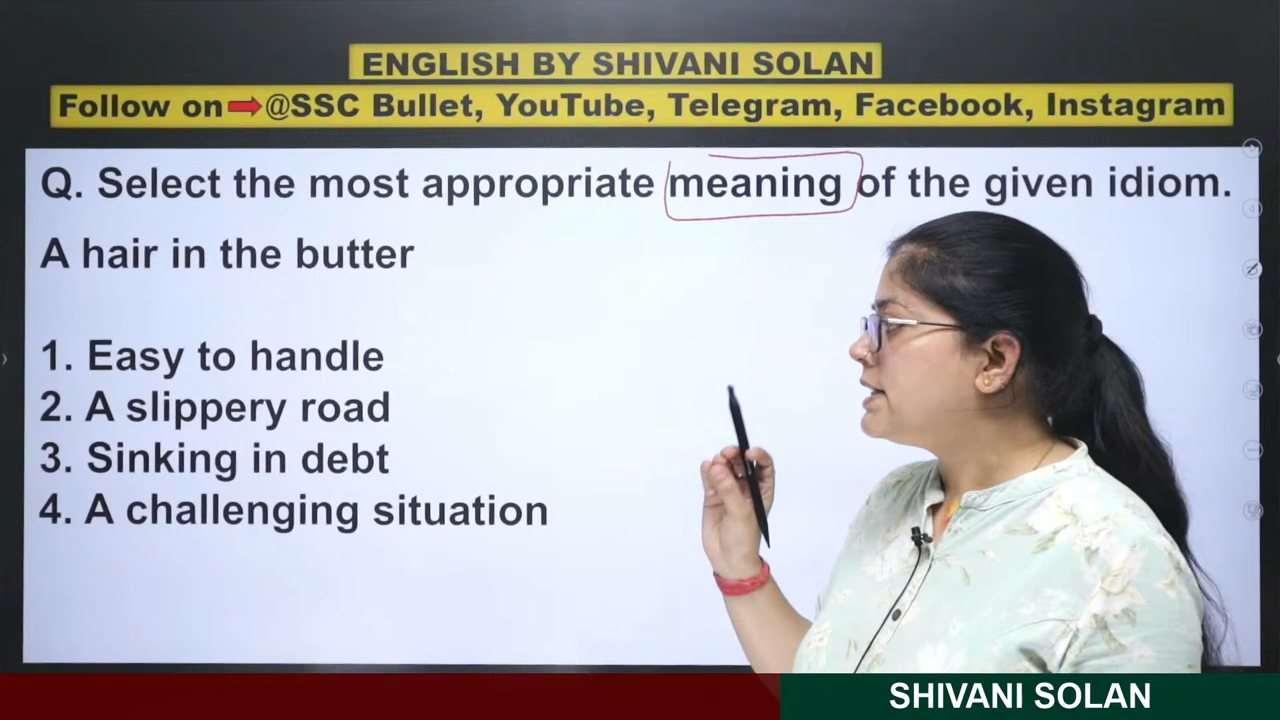 ENGLISH BY SHIVANI SOLAN
Follow on @SSC Bullet, YouTube, Telegram, Facebook, Instagram
Q. Select the most appropriate meaning of the given idiom.
A hair in the butter
1. Easy to handle
2. A slippery road
3. Sinking in debt
4. A challenging situation
SHIVANI SOLAN